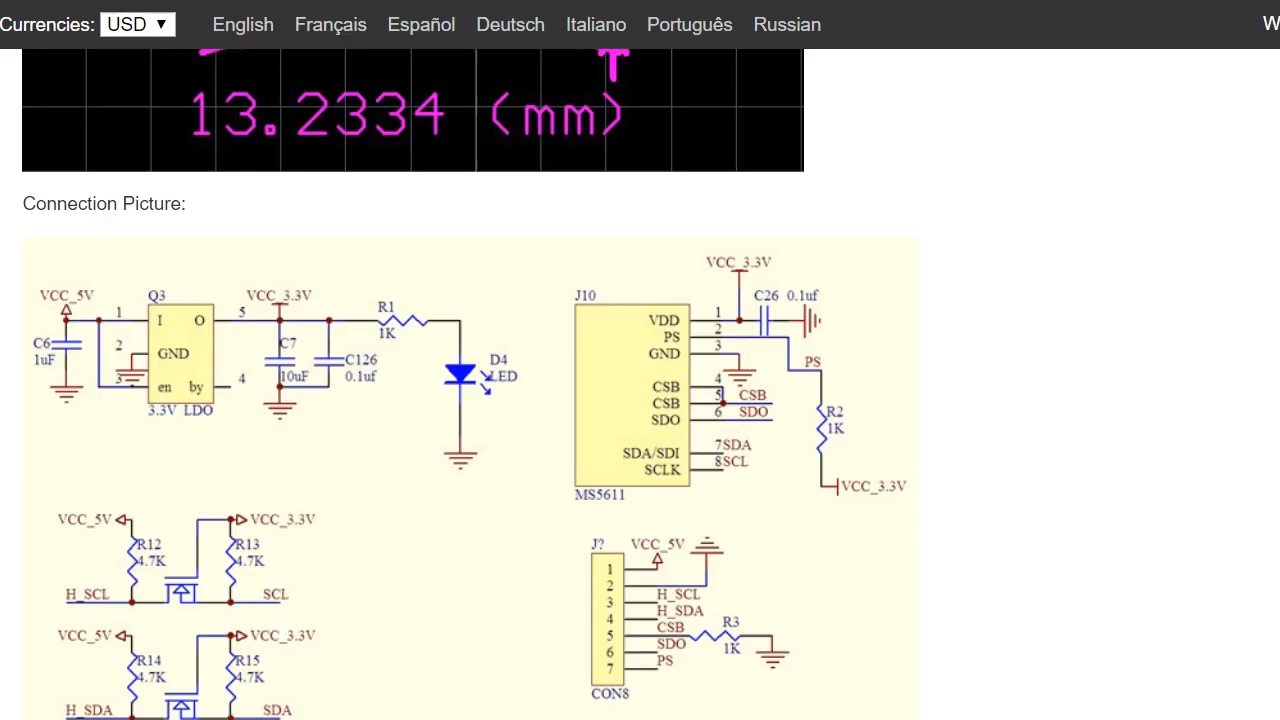 Currencies: USD ▼ English Français Español Deutsch Italiano Português Russian W
13.2334 (mm)
Connection Picture:
VCC_5V
Q3
1
I
O
5
2
GND
3
en
by
4
3.3V LDO
C6
1uF
VCC_3.3V
C7
10uF
C126
0.1uf
R1
1K
D4
LED
J10
VDD
1
PS
2
GND
3
CSB
4
CSB
5
CSB
SDO
6
SDO
SDA/SDI
7
SDA
SCLK
8
SCL
MS5611
VCC_3.3V
C26 0.1uf
PS
R2
1K
VCC_3.3V
VCC_5V
VCC_3.3V
R12
4.7K
R13
4.7K
H_SCL
SCL
VCC_5V
VCC_3.3V
R14
4.7K
R15
4.7K
H_SDA
SDA
J?
VCC_5V
1
2
3
H_SCL
4
H_SDA
5
CSB
6
SDO
7
PS
R3
1K
CON8